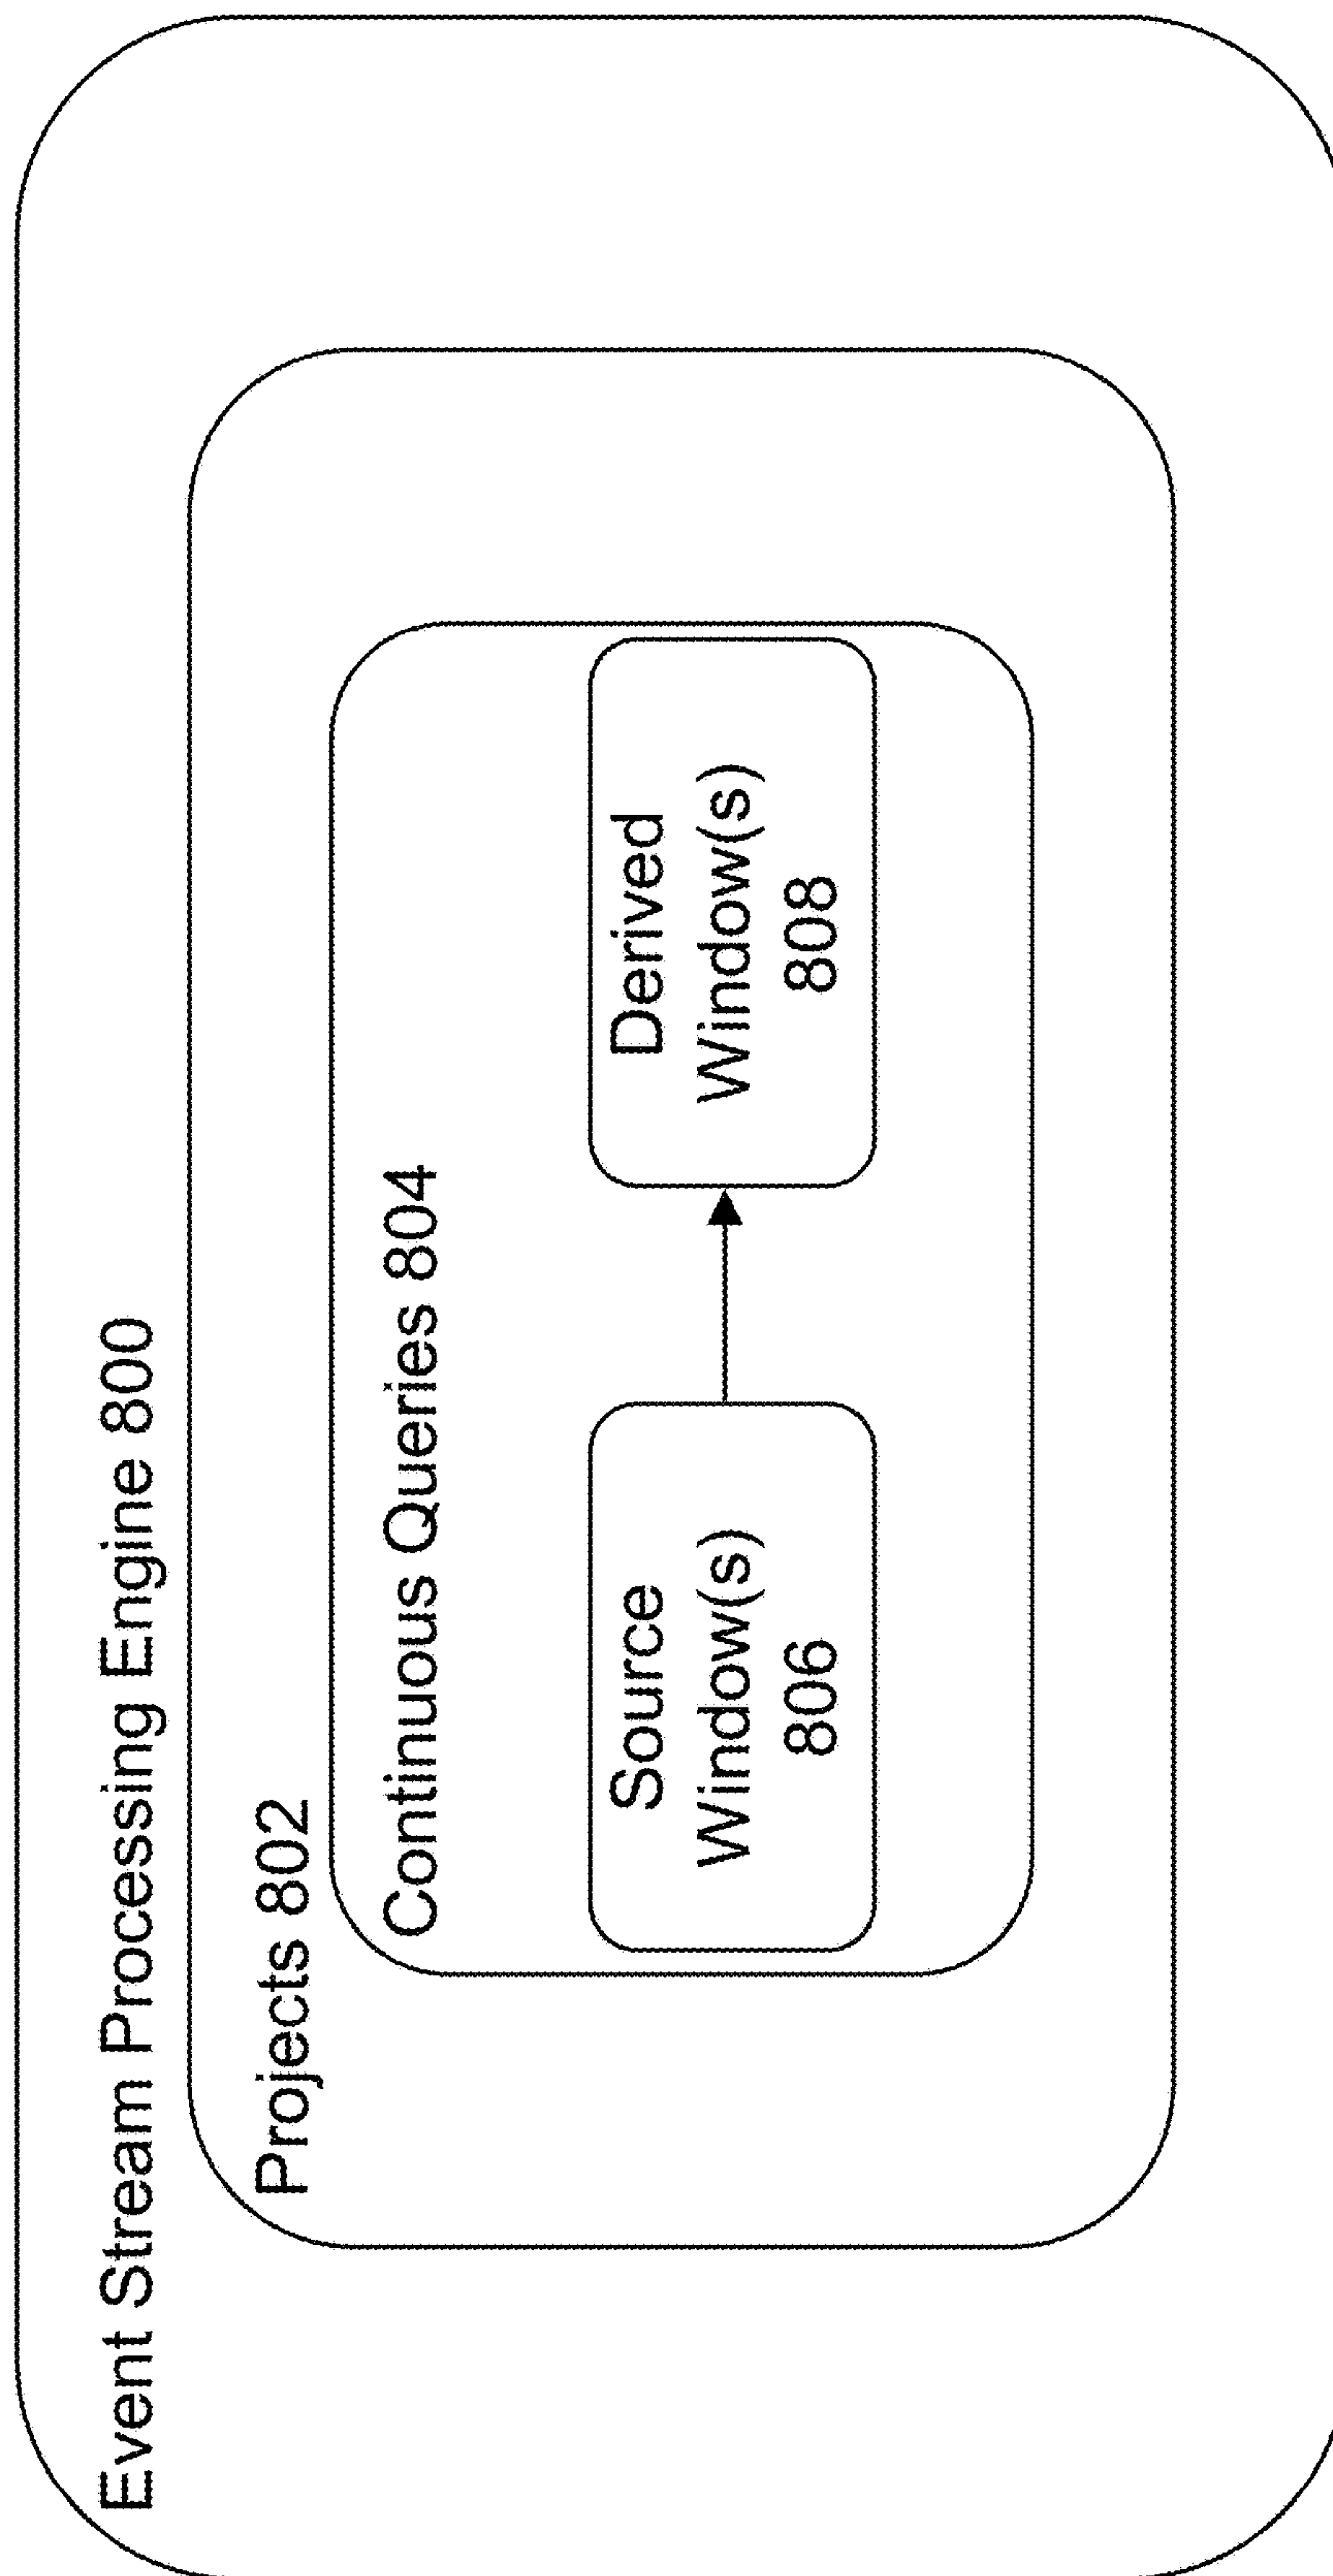 Event Stream Processing Engine 800
Projects 802
Continuous Queries 804
Source
Window(s)
806
Derived
Window(s)
808